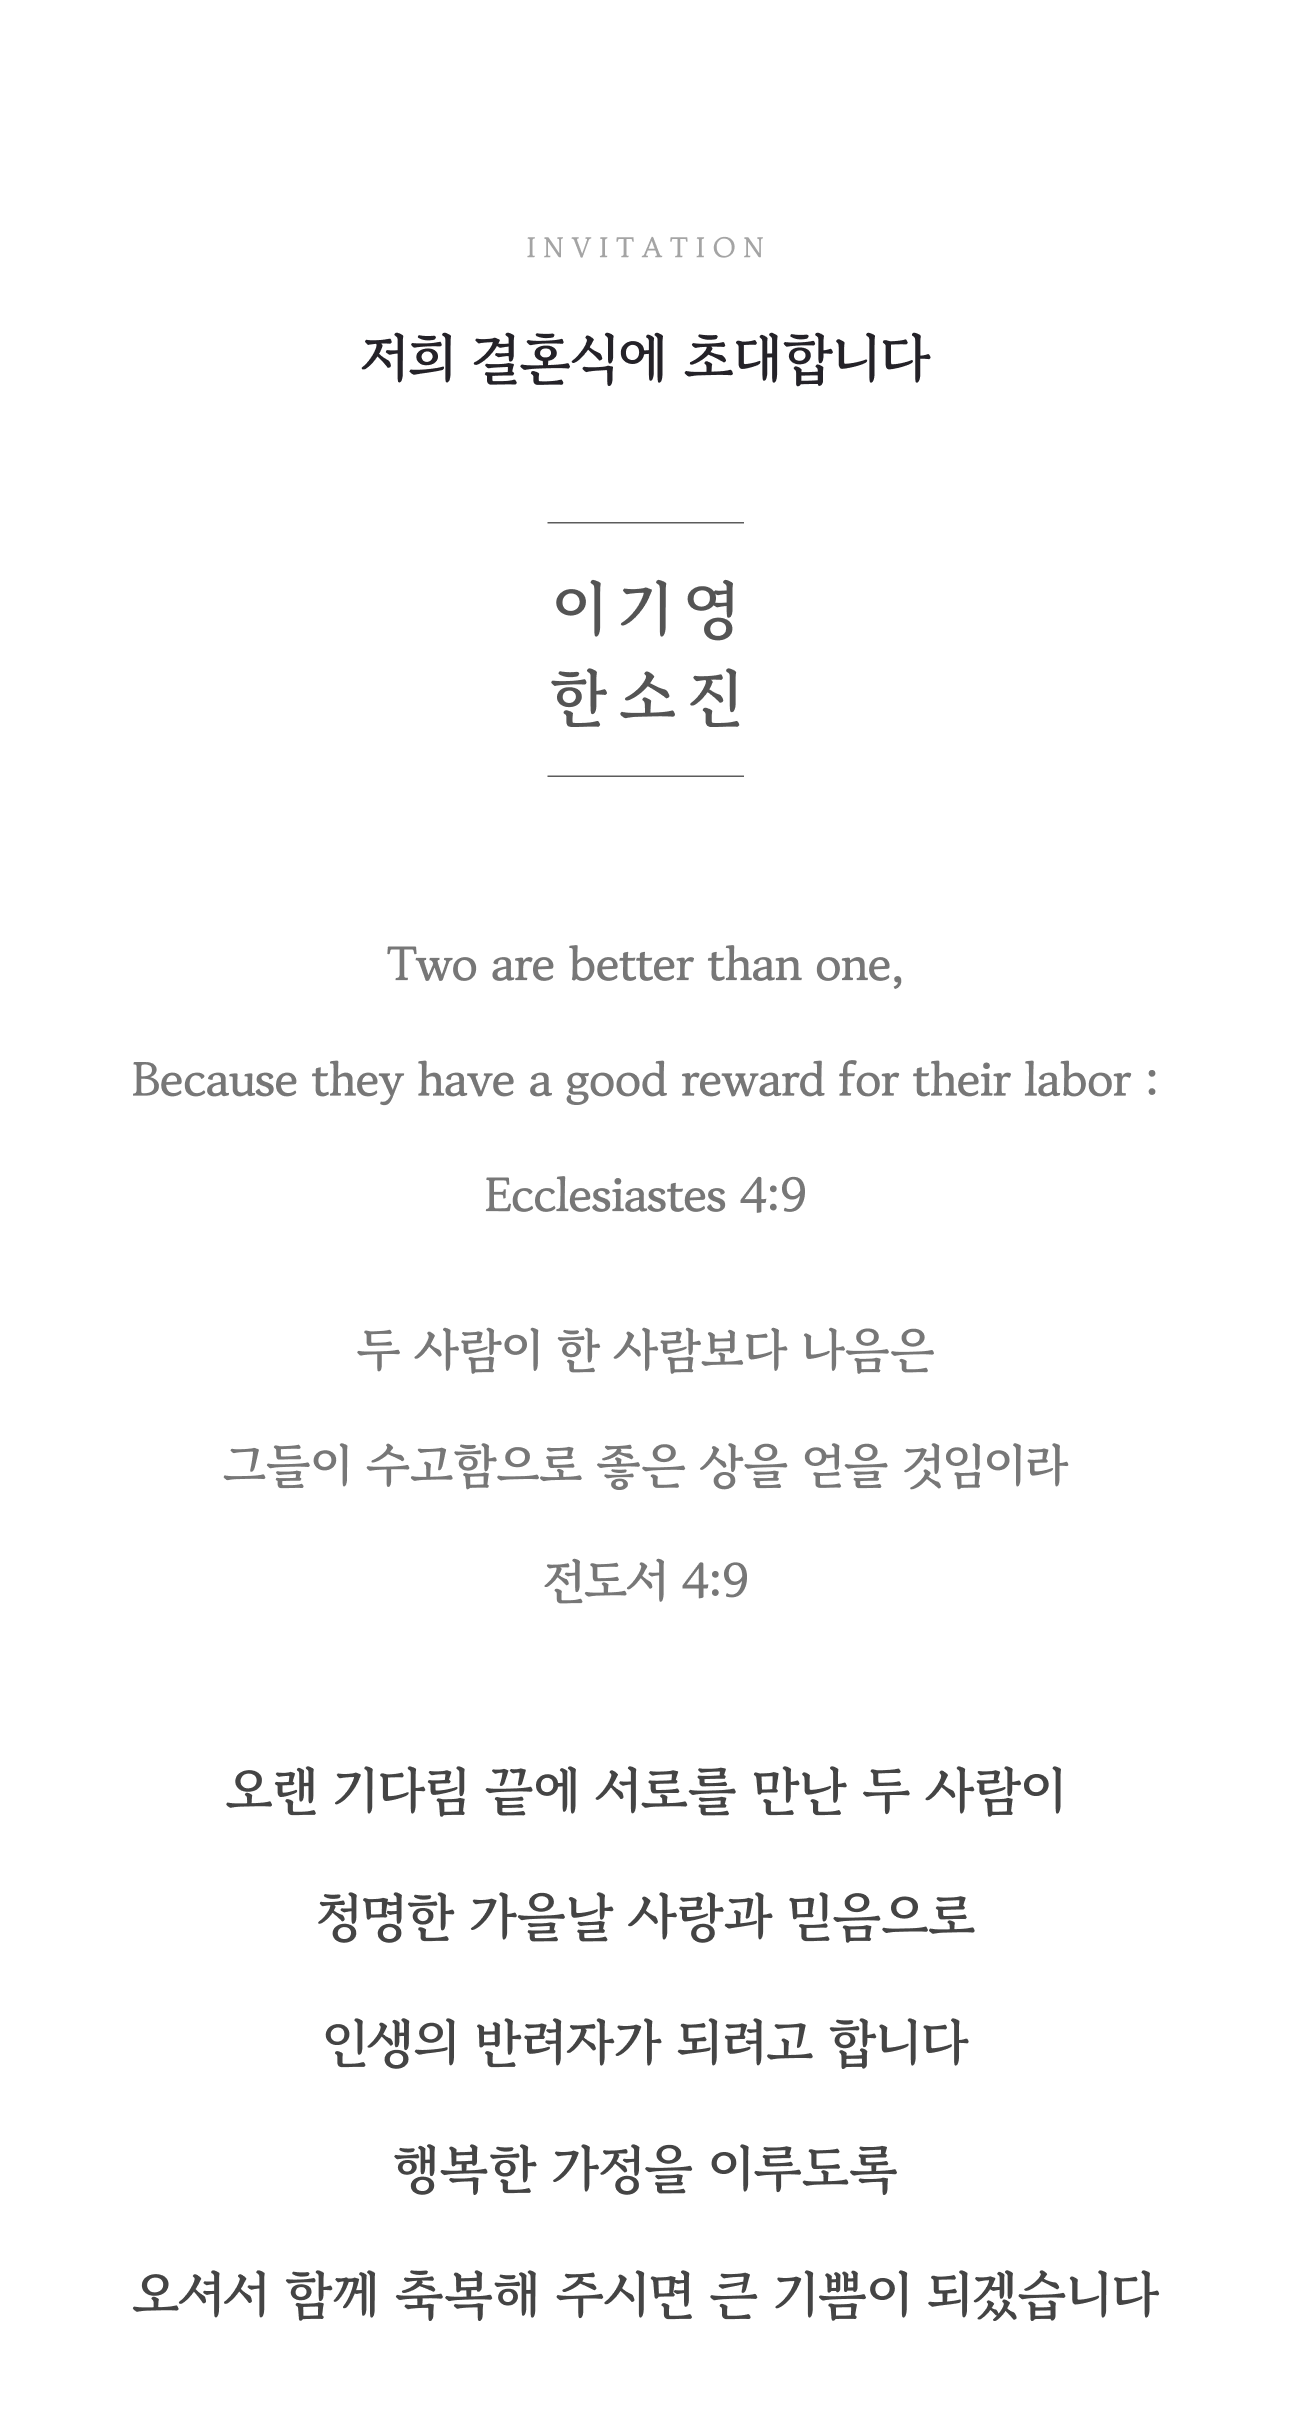 INVITATION
저희 결혼식에 초대합니다
이기영
한소진
Two are better than one,
Because they have a good reward for their labor :
Ecclesiastes 4:9
두 사람이 한 사람보다 나음은
그들이 수고함으로 좋은 상을 얻을 것임이라
전도서 4:9
오랜 기다림 끝에 서로를 만난 두 사람이
청명한 가을날 사랑과 믿음으로
인생의 반려자가 되려고 합니다
행복한 가정을 이루도록
오셔서 함께 축복해 주시면 큰 기쁨이 되겠습니다